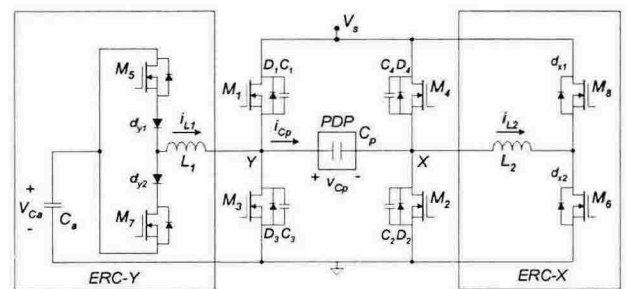 V_s
M_5
D_1 C_1
C_4 D_4
d_x1
M_8
M_1
M_4
d_y1
i_L1
i_Cp
PDP
C_p
i_L2
L_1
Y
X
L_2
d_y2
+ v_Cp -
d_x2
+
V_Ca
-
C_a
M_7
M_3
M_2
M_6
D_3 C_3
C_2 D_2
ERC-Y
ERC-X